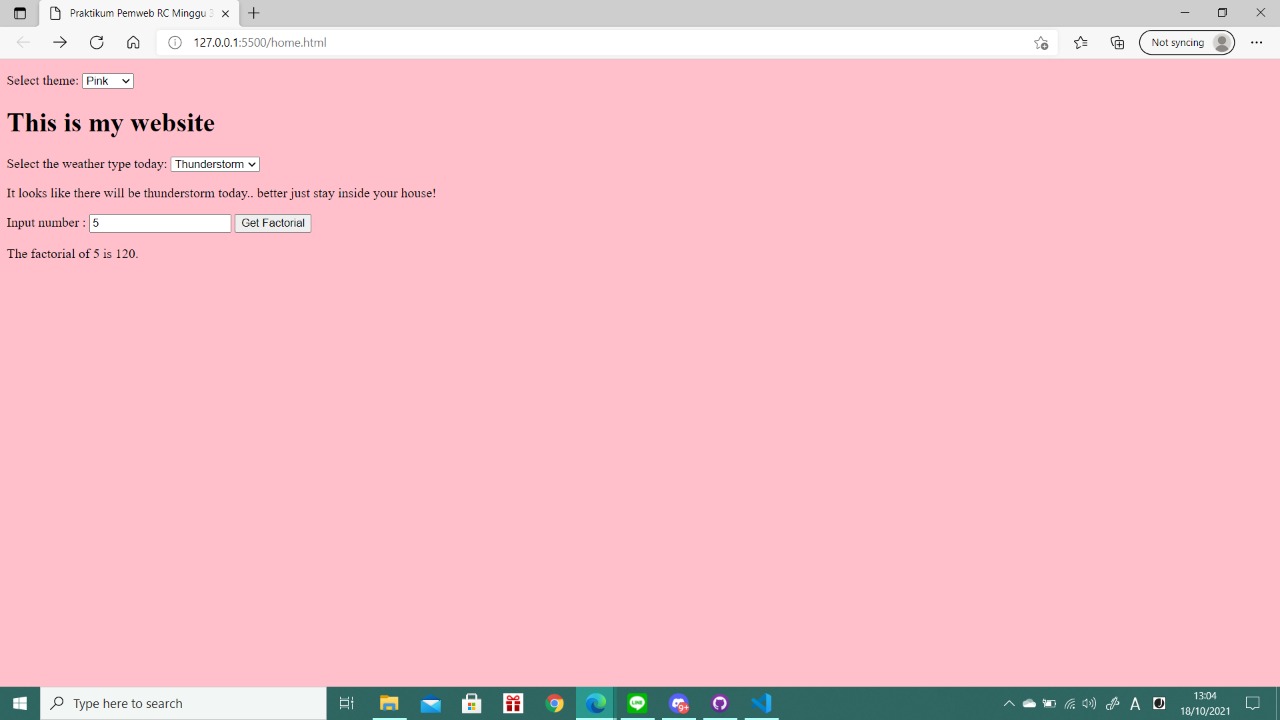 Praktikum Pemweb RC Minggu 3
127.0.0.1:5500/home.html
Not syncing
Select theme: Pink
This is my website
Select the weather type today: Thunderstorm
It looks like there will be thunderstorm today.. better just stay inside your house!
Input number : 5 Get Factorial
The factorial of 5 is 120.
Type here to search
9+
LINE
A
13:04
18/10/2021